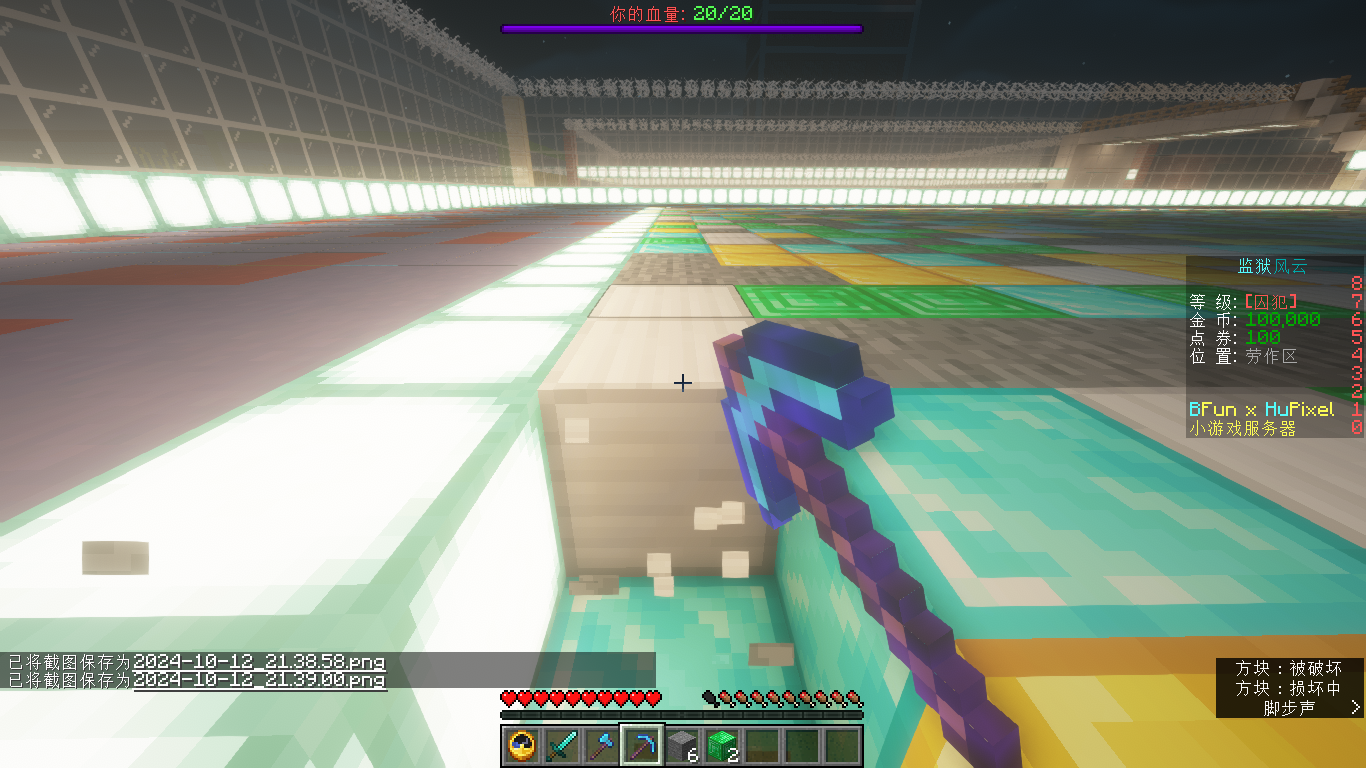 你的血量: 20/20
监狱风云
等 级: [囚犯]
金 币: 100,000
点 券: 100
位 置: 劳作区
BFun x HuPixel
小游戏服务器
8
7
6
5
4
3
2
1
0
已将截图保存为2024-10-12_21.38.58.png
已将截图保存为2024-10-12_21.39.00.png
方块：被破坏
方块：损坏中
脚步声 >
6
2